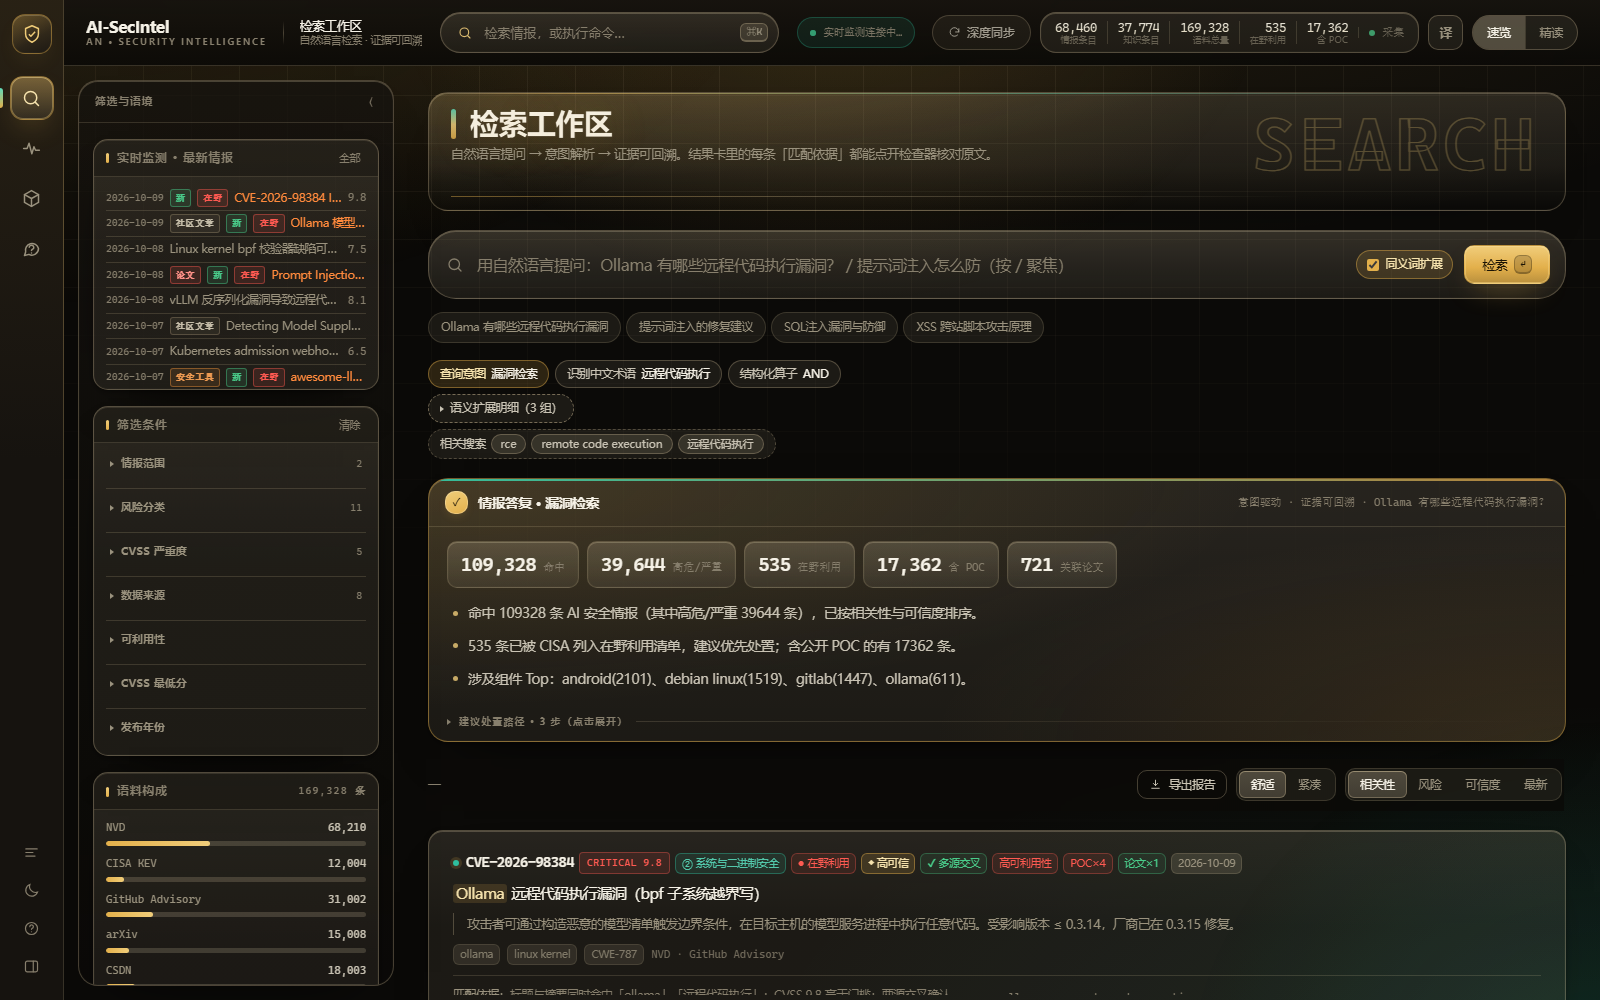 AI-SecIntel
AN • SECURITY INTELLIGENCE
检索工作区
自然语言检索 · 证据可回溯
检索情报，或执行命令...
⌘K
实时监测连接中...
深度同步
68,460 情报条目
37,774 知识条目
169,328 语料总量
535 在野利用
17,362 含 POC
采集
译
速览 精读
筛选与语境
实时监测 • 最新情报 全部
2026-10-09 新 在野 CVE-2026-98384 I... 9.8
2026-10-09 社区文章 新 在野 Ollama 模型...
2026-10-08 Linux kernel bpf 校验器缺陷可... 7.5
2026-10-08 论文 新 在野 Prompt Injectio...
2026-10-08 vLLM 反序列化漏洞导致远程代... 8.1
2026-10-07 社区文章 Detecting Model Suppl...
2026-10-07 Kubernetes admission webho... 6.5
2026-10-07 安全工具 新 在野 awesome-ll...
筛选条件 清除
情报范围 2
风险分类 11
CVSS 严重度 5
数据来源 8
可利用性
CVSS 最低分
发布年份
语料构成 169,328 条
NVD 68,210
CISA KEV 12,004
GitHub Advisory 31,002
arXiv 15,008
CSDN 18,003
检索工作区
自然语言提问 → 意图解析 → 证据可回溯。结果卡里的每条「匹配依据」都能点开检查器核对原文。
SEARCH
用自然语言提问：Ollama 有哪些远程代码执行漏洞？ / 提示词注入怎么防（按 / 聚焦）
同义词扩展
检索
Ollama 有哪些远程代码执行漏洞
提示词注入的修复建议
SQL注入漏洞与防御
XSS 跨站脚本攻击原理
查询意图 漏洞检索
识别中文术语 远程代码执行
结构化算子 AND
语义扩展明细（3 组）
相关搜索 rce remote code execution 远程代码执行
情报答复 • 漏洞检索
意图驱动 · 证据可回溯 · Ollama 有哪些远程代码执行漏洞?
109,328 命中
39,644 高危/严重
535 在野利用
17,362 含 POC
721 关联论文
命中 109328 条 AI 安全情报（其中高危/严重 39644 条），已按相关性与可信度排序。
535 条已被 CISA 列入在野利用清单，建议优先处置；含公开 POC 的有 17362 条。
涉及组件 Top：android(2101)、debian linux(1519)、gitlab(1447)、ollama(611)。
建议处置路径 • 3 步（点击展开）
—
导出报告
舒适 紧凑
相关性 风险 可信度 最新
CVE-2026-98384 CRITICAL 9.8 ② 系统与二进制安全 在野利用 高可信 多源交叉 高可利用性 POC×4 论文×1 2026-10-09
Ollama 远程代码执行漏洞（bpf 子系统越界写）
攻击者可通过构造恶意的模型清单触发边界条件，在目标主机的模型服务进程中执行任意代码。受影响版本 ≤ 0.3.14，厂商已在 0.3.15 修复。
ollama linux kernel CWE-787 NVD · GitHub Advisory